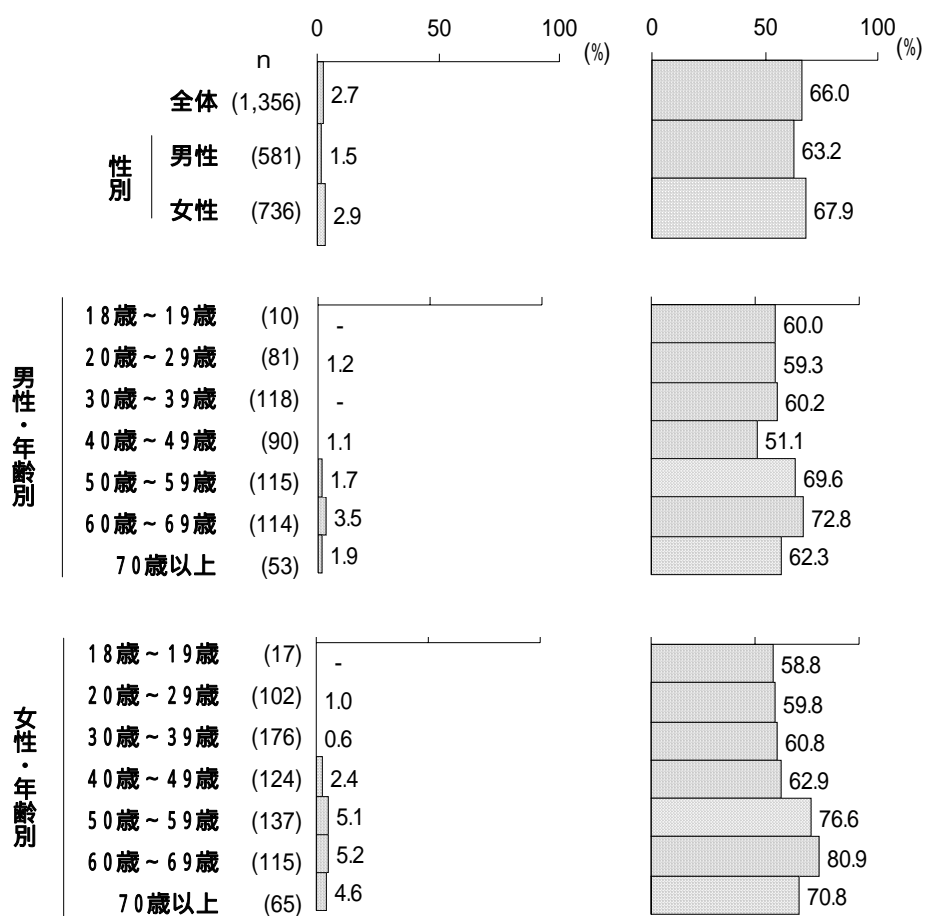 0 50 100 0 50 100
(%) (%)
n
全体 (1,356) 2.7 66.0
性別
男性 (581) 1.5 63.2
女性 (736) 2.9 67.9
男性・年齢別
18歳～19歳 (10) - 60.0
20歳～29歳 (81) 1.2 59.3
30歳～39歳 (118) - 60.2
40歳～49歳 (90) 1.1 51.1
50歳～59歳 (115) 1.7 69.6
60歳～69歳 (114) 3.5 72.8
70歳以上 (53) 1.9 62.3
女性・年齢別
18歳～19歳 (17) - 58.8
20歳～29歳 (102) 1.0 59.8
30歳～39歳 (176) 0.6 60.8
40歳～49歳 (124) 2.4 62.9
50歳～59歳 (137) 5.1 76.6
60歳～69歳 (115) 5.2 80.9
70歳以上 (65) 4.6 70.8